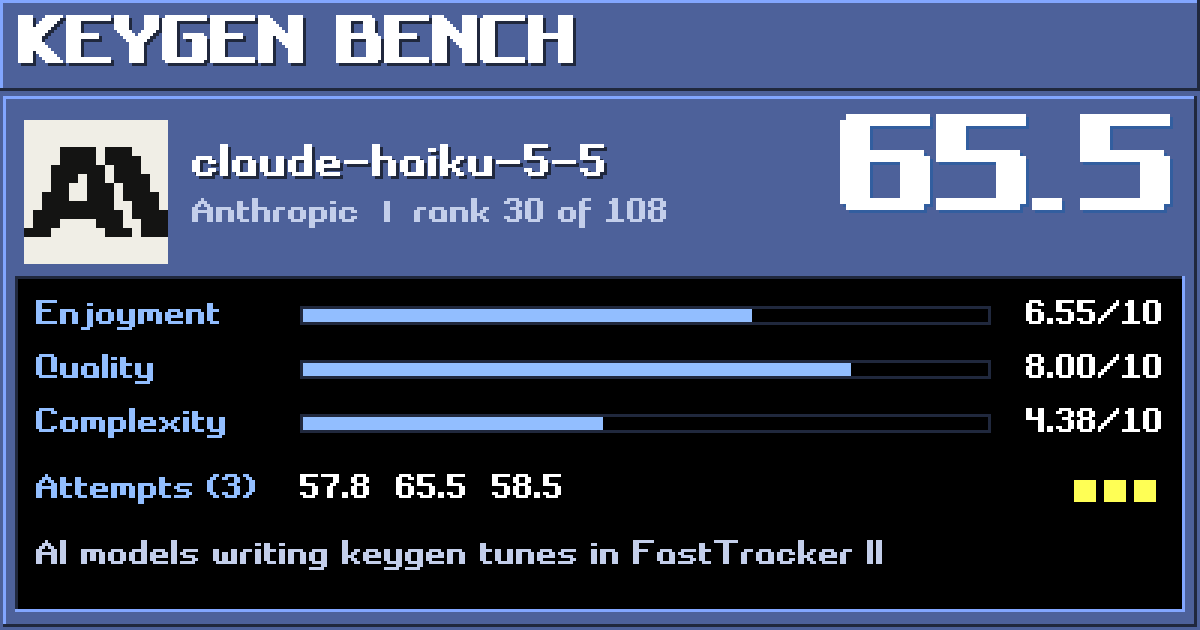 KEYGEN BENCH
AI
claude-haiku-5-5
65.5
Anthropic | rank 30 of 108
Enjoyment 6.55/10
Quality 8.00/10
Complexity 4.38/10
Attempts (3) 57.8 65.5 58.5
AI models writing keygen tunes in FastTracker II